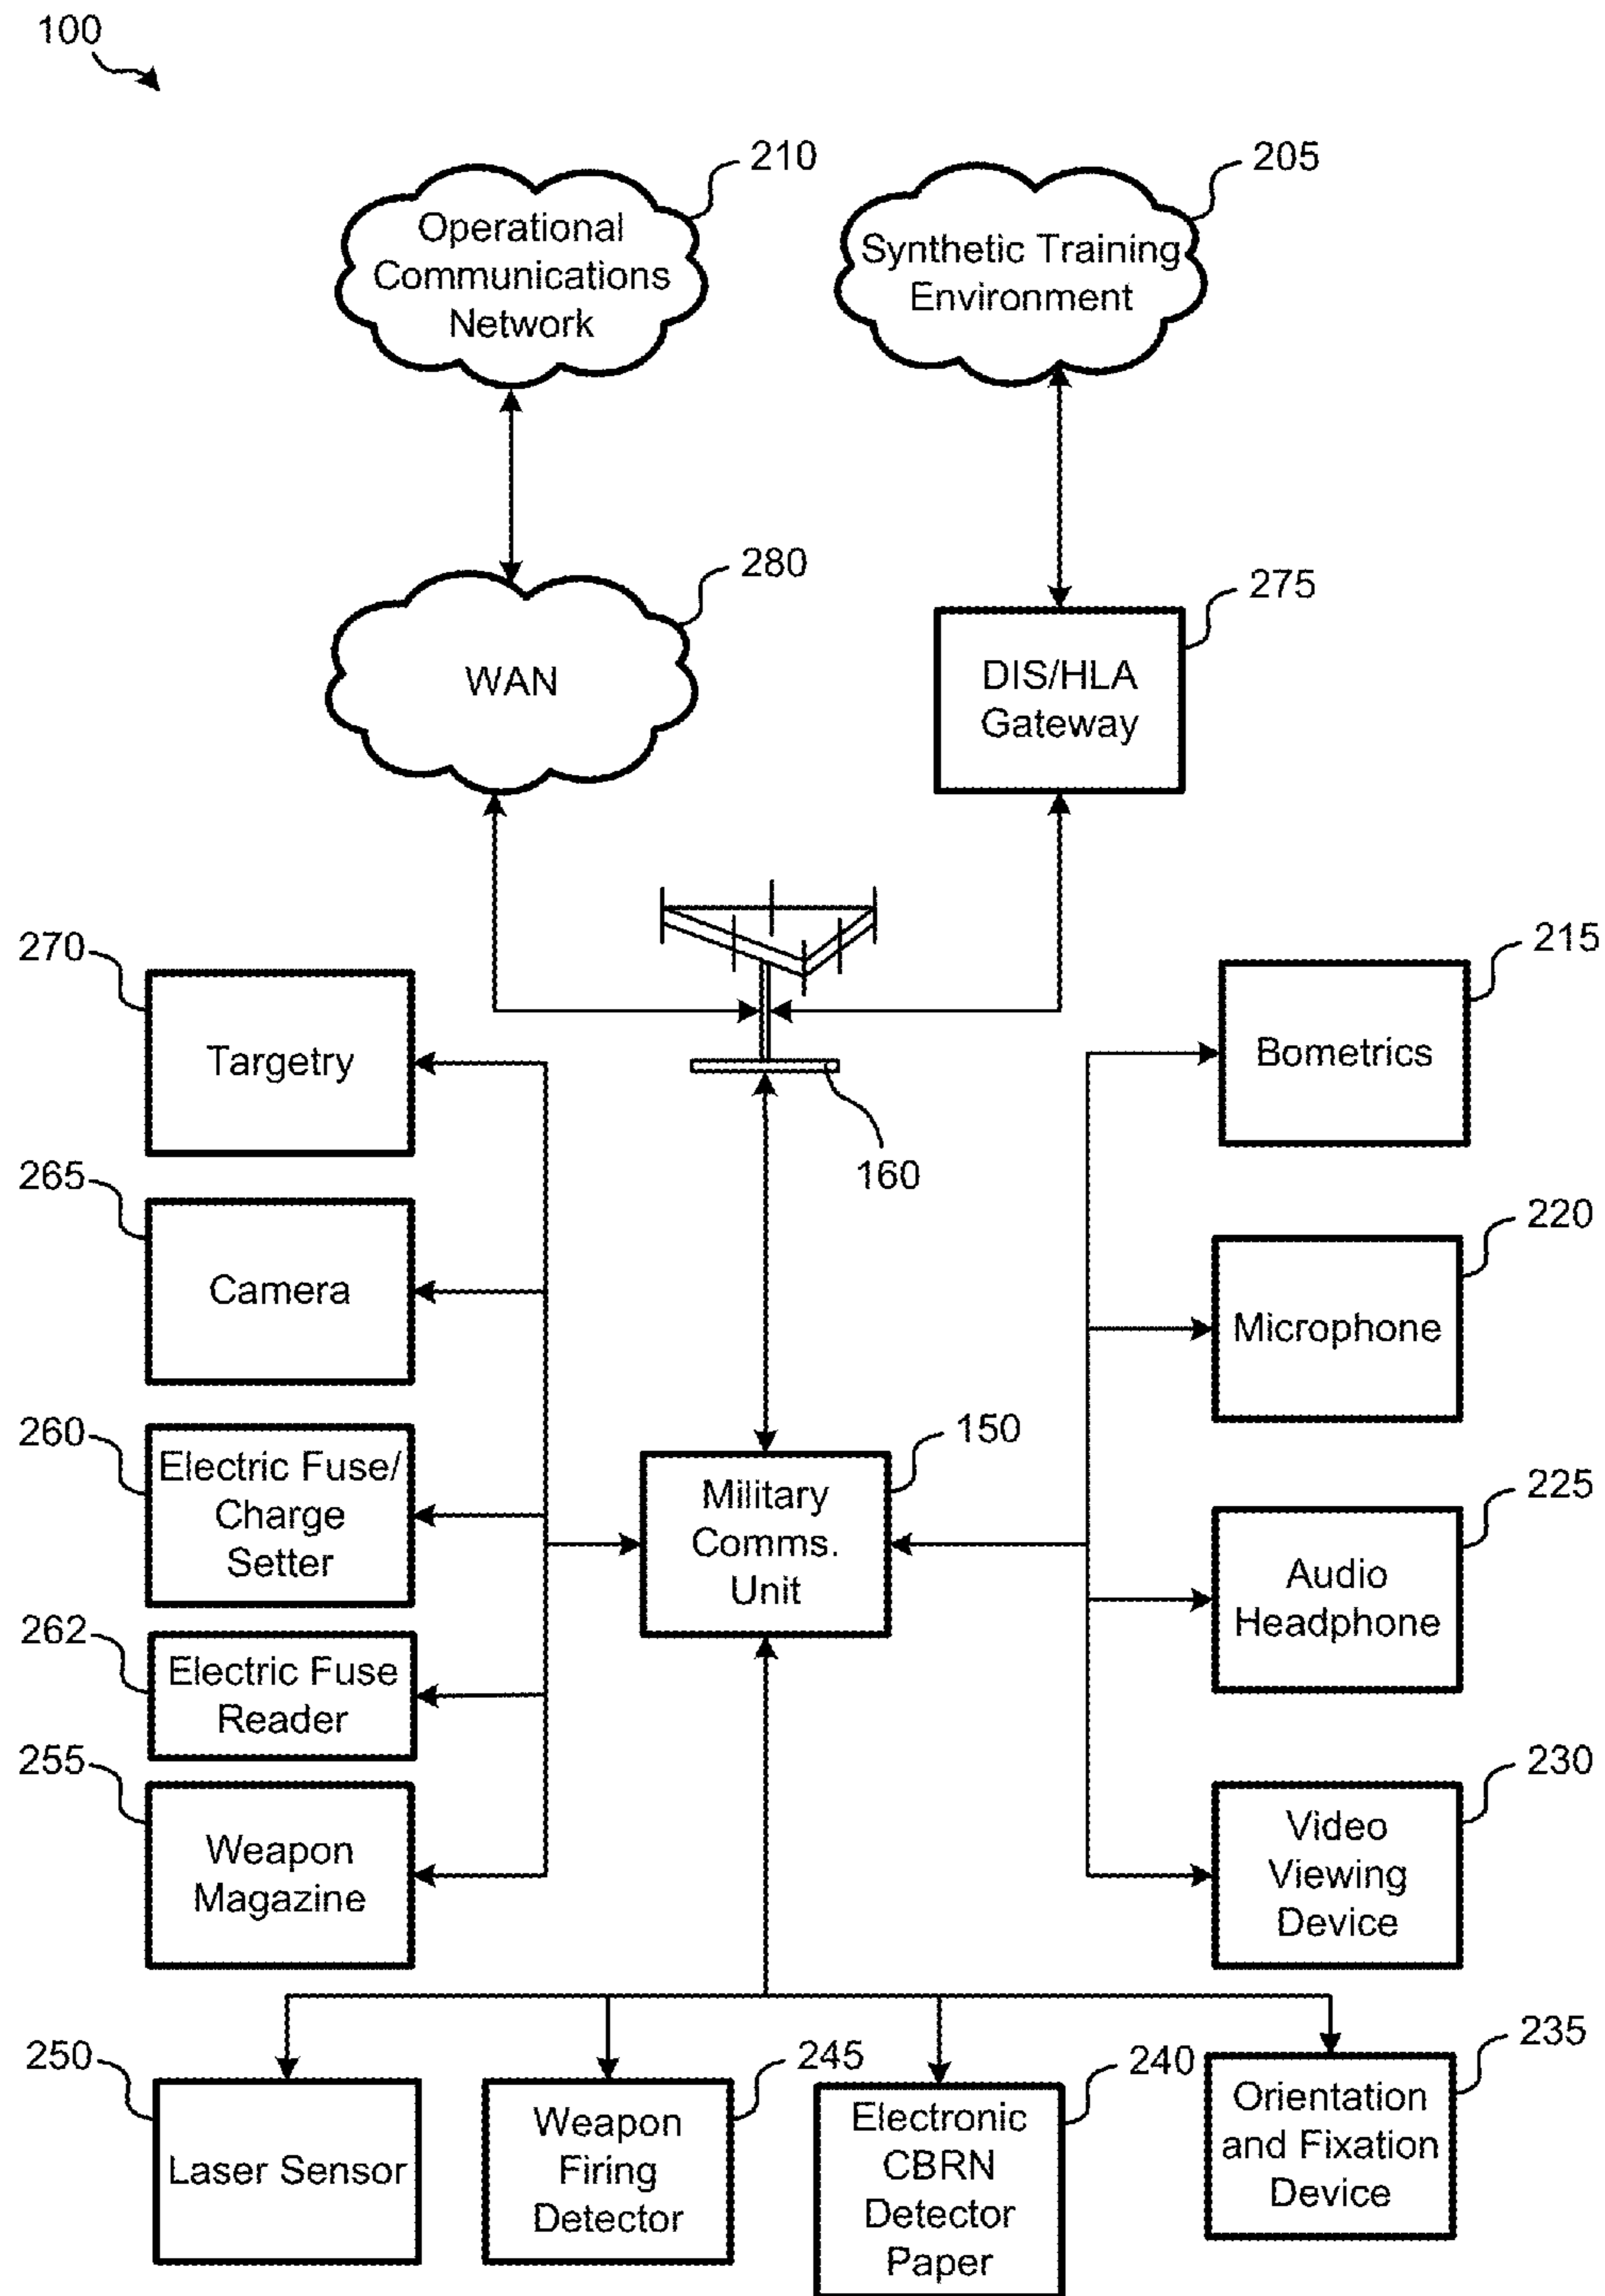 100
210
205
Operational
Communications
Network
Synthetic Training
Environment
280
275
WAN
DIS/HLA
Gateway
270
215
Targetry
Bometrics
160
265
220
Camera
Microphone
260
150
225
Electric Fuse/
Charge
Setter
Military
Comms.
Unit
Audio
Headphone
262
Electric Fuse
Reader
255
230
Weapon
Magazine
Video
Viewing
Device
250
245
240
235
Laser Sensor
Weapon
Firing
Detector
Electronic
CBRN
Detector
Paper
Orientation
and Fixation
Device